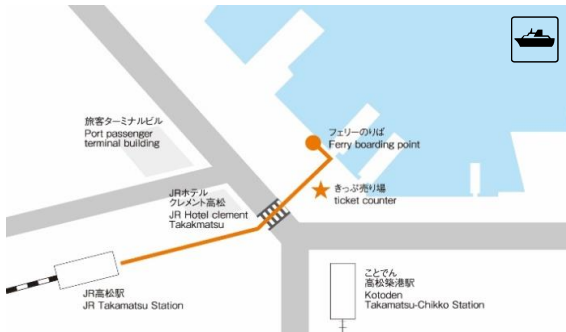 旅客ターミナルビル
Port passenger
terminal building
フェリーのりば
Ferry boarding point
JRホテル
クレメント高松
JR Hotel clement
Takakmatsu
きっぷ売り場
ticket counter
JR高松駅
JR Takamatsu Station
ことでん
高松築港駅
Kotoden
Takamatsu-Chikko Station